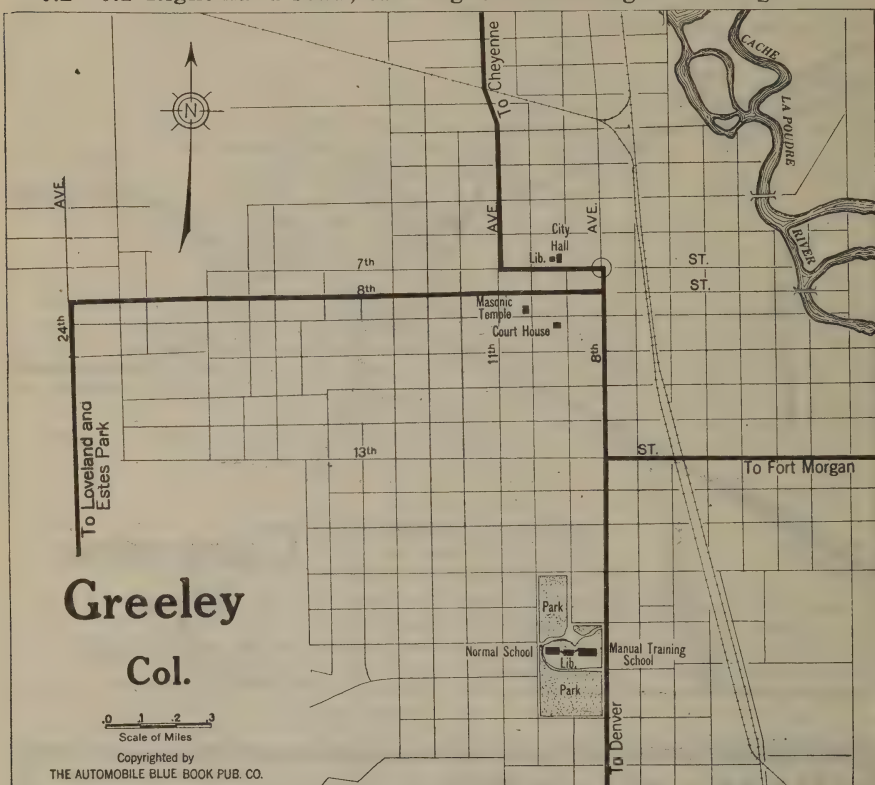 To Cheyenne
CACHE
LA POUDRE
RIVER
N
AVE.
AVE.
AVE.
City
Hall
Lib.
7th
ST.
8th
ST.
Masonic
Temple
Court House
24th
11th
8th
To Loveland and
Estes Park
13th
ST.
To Fort Morgan
Greeley
Col.
Park
Normal School
Manual Training
School
Lib.
Park
To Denver
.0 .1 .2 .3
Scale of Miles
Copyrighted by
THE AUTOMOBILE BLUE BOOK PUB. CO.